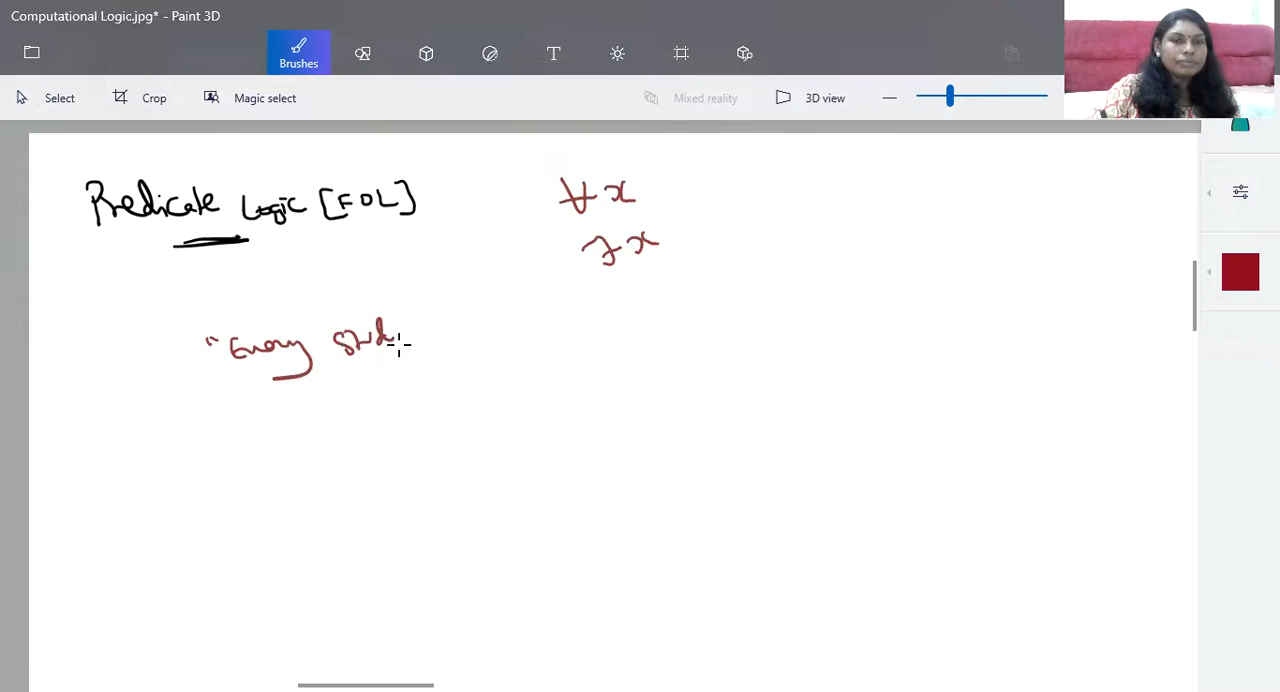 Computational Logic.jpg* - Paint 3D
Brushes
Select
Crop
Magic select
Mixed reality
3D view
Predicate Logic [FOL]
∀x
∃x
"Every Stud